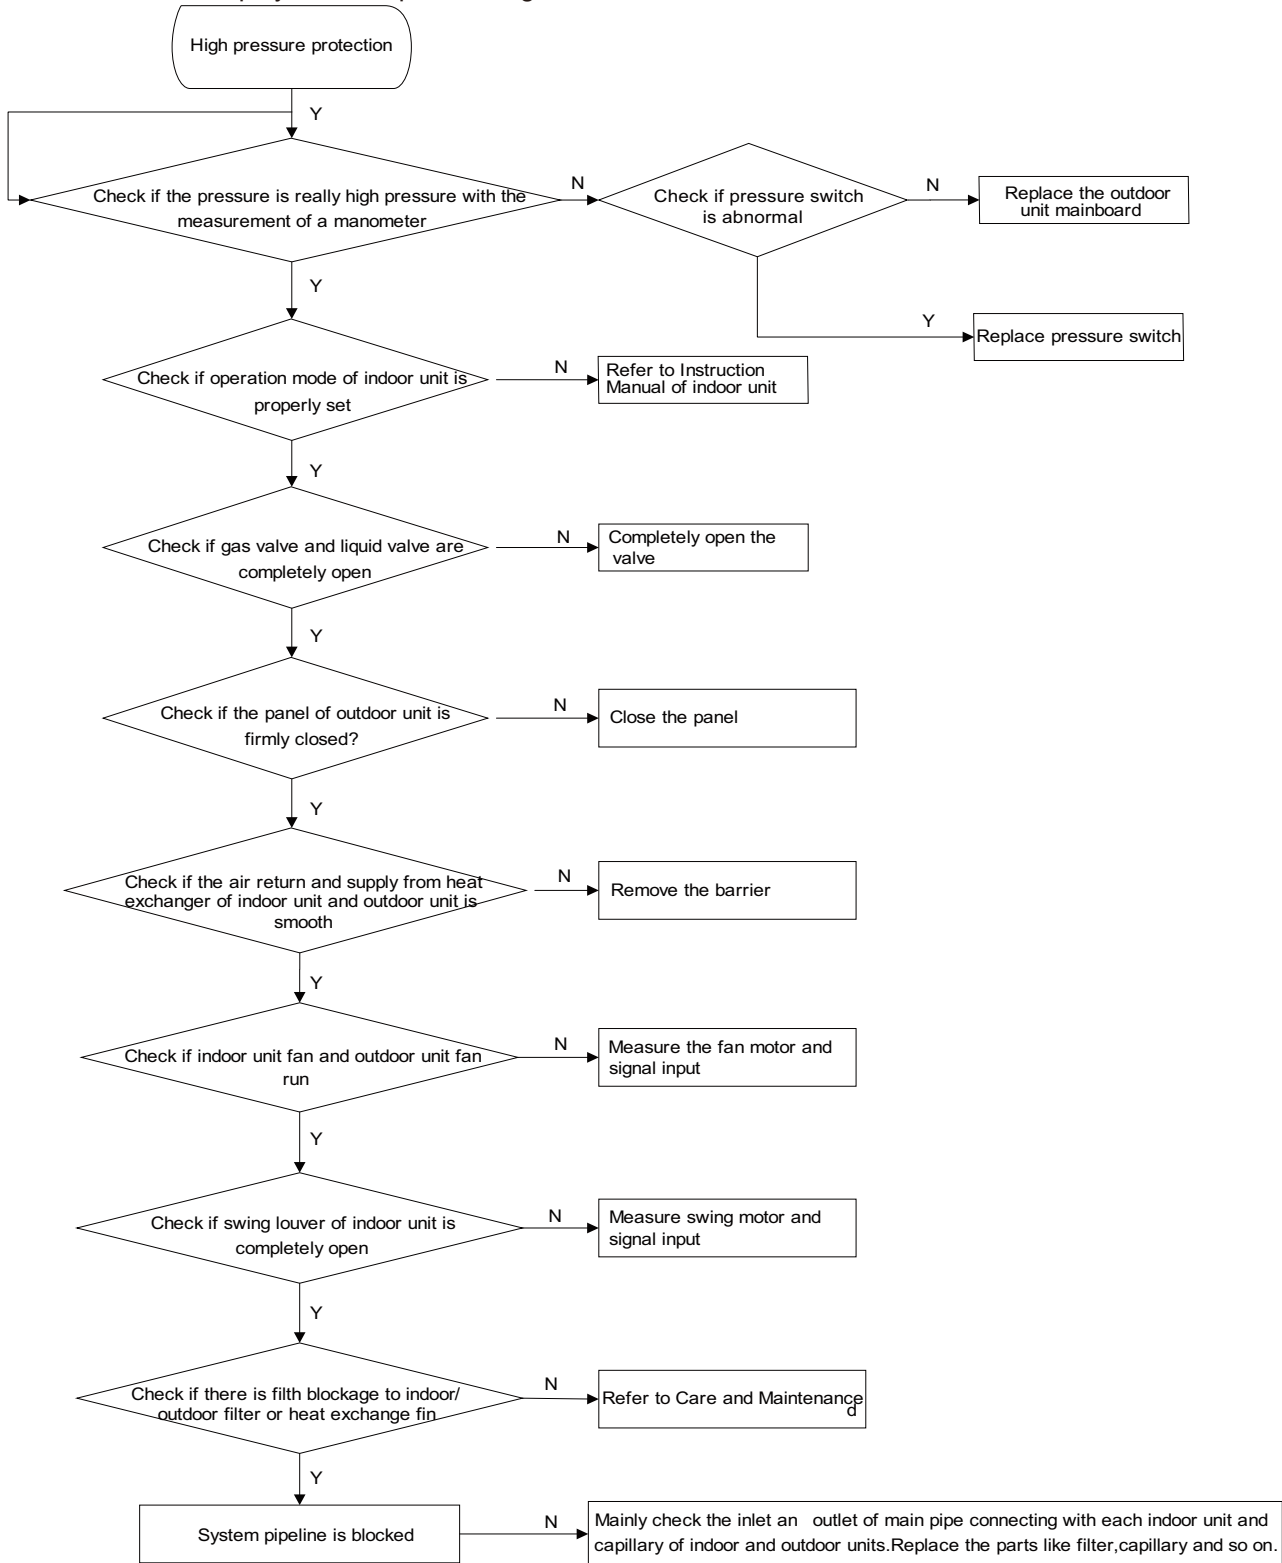 High pressure protection
Y
Check if the pressure is really high pressure with the
measurement of a manometer
N
Check if pressure switch
is abnormal
N
Replace the outdoor
unit mainboard
Y
Replace pressure switch
Y
Check if operation mode of indoor unit is
properly set
N
Refer to Instruction
Manual of indoor unit
Y
Check if gas valve and liquid valve are
completely open
N
Completely open the
valve
Y
Check if the panel of outdoor unit is
firmly closed?
N
Close the panel
Y
Check if the air return and supply from heat
exchanger of indoor unit and outdoor unit is
smooth
N
Remove the barrier
Y
Check if indoor unit fan and outdoor unit fan
run
N
Measure the fan motor and
signal input
Y
Check if swing louver of indoor unit is
completely open
N
Measure swing motor and
signal input
Y
Check if there is filth blockage to indoor/
outdoor filter or heat exchange fin
N
Refer to Care and Maintenance
d
Y
System pipeline is blocked
N
Mainly check the inlet an outlet of main pipe connecting with each indoor unit and
capillary of indoor and outdoor units.Replace the parts like filter,capillary and so on.